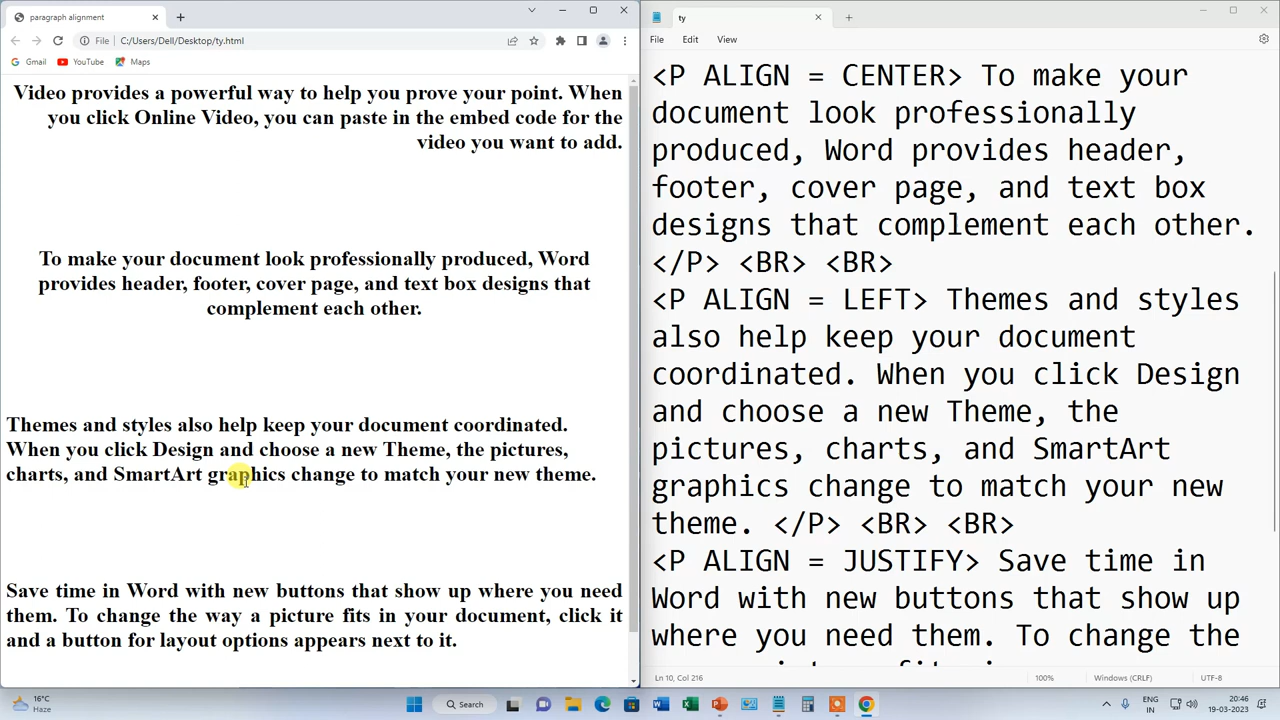 paragraph alignment
File
C:/Users/Dell/Desktop/ty.html
Gmail
YouTube
Maps
Video provides a powerful way to help you prove your point. When
you click Online Video, you can paste in the embed code for the
video you want to add.
To make your document look professionally produced, Word
provides header, footer, cover page, and text box designs that
complement each other.
Themes and styles also help keep your document coordinated.
When you click Design and choose a new Theme, the pictures,
charts, and SmartArt graphics change to match your new theme.
Save time in Word with new buttons that show up where you need
them. To change the way a picture fits in your document, click it
and a button for layout options appears next to it.
ty
File Edit View
<P ALIGN = CENTER> To make your
document look professionally
produced, Word provides header,
footer, cover page, and text box
designs that complement each other.
</P> <BR> <BR>
<P ALIGN = LEFT> Themes and styles
also help keep your document
coordinated. When you click Design
and choose a new Theme, the
pictures, charts, and SmartArt
graphics change to match your new
theme. </P> <BR> <BR>
<P ALIGN = JUSTIFY> Save time in
Word with new buttons that show up
where you need them. To change the
Ln 10, Col 216
100%
Windows (CRLF)
UTF-8
16°C
Haze
Search
ENG
IN
20:46
19-03-2023